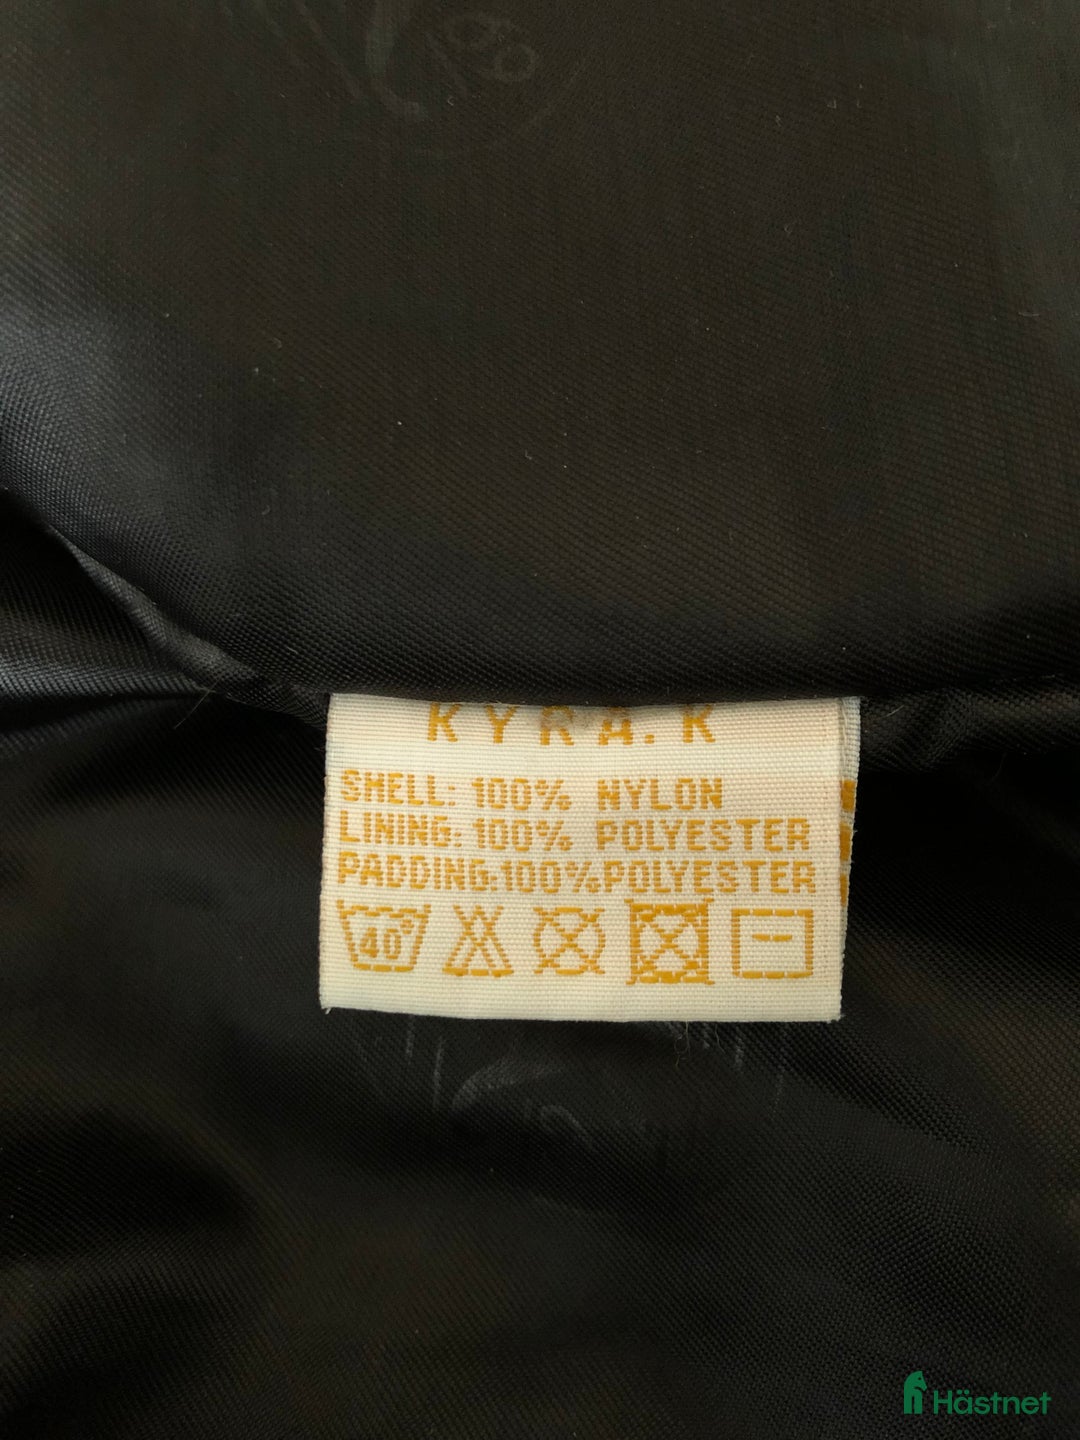 KYRA.K
SHELL: 100% NYLON
LINING: 100% POLYESTER
PADDING:100%POLYESTER
40°
Hästnet